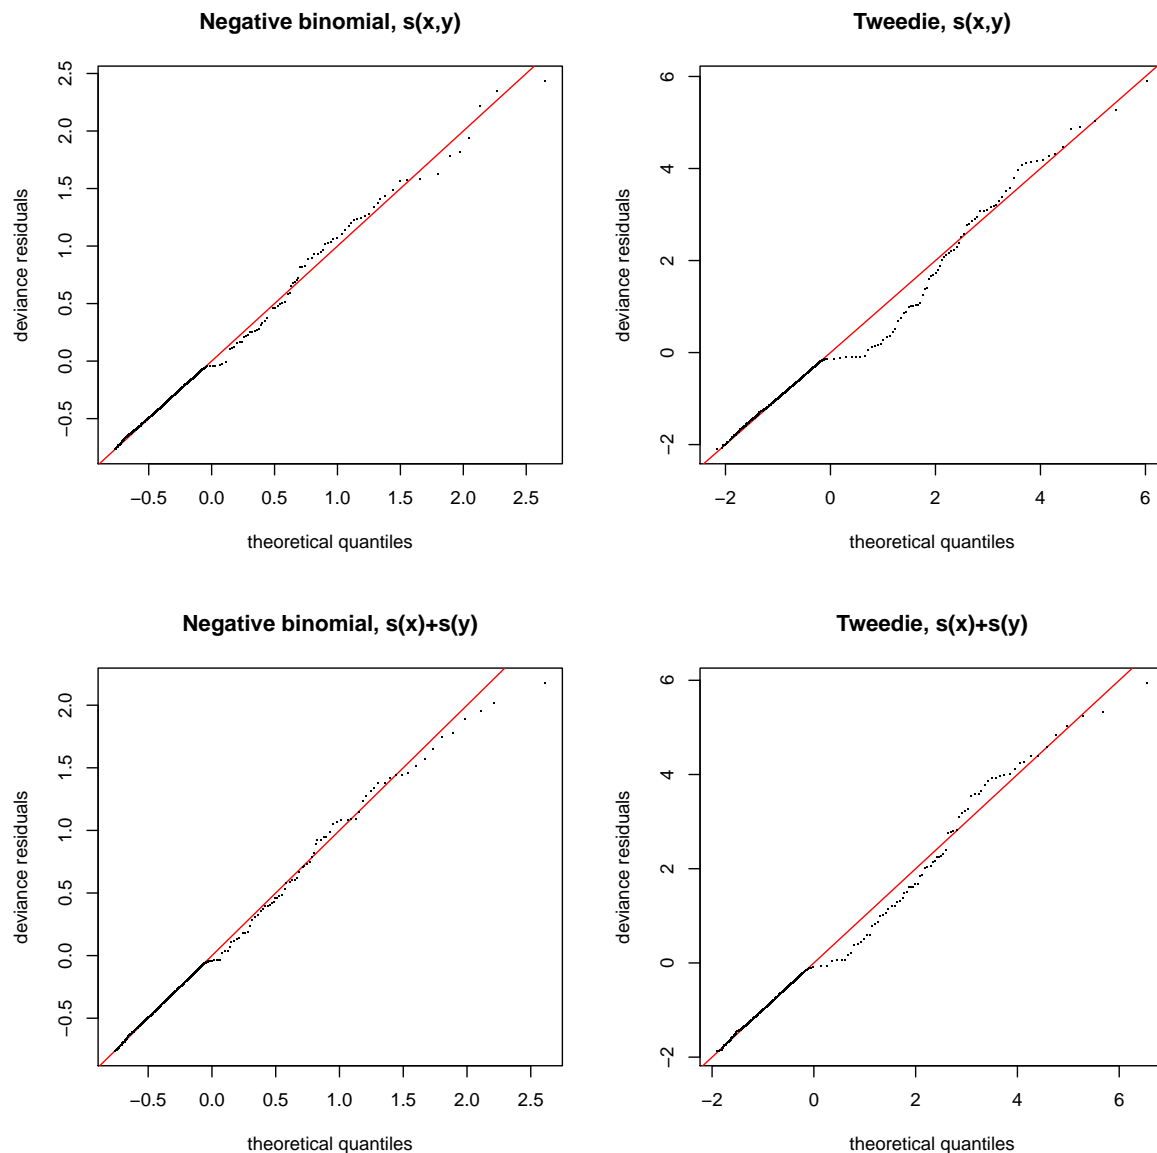 Negative binomial, s(x,y)
2.5
2.0
1.5
1.0
0.5
0.0
−0.5
deviance residuals
−0.5 0.0 0.5 1.0 1.5 2.0 2.5
theoretical quantiles
Tweedie, s(x,y)
6
4
2
0
−2
deviance residuals
−2 0 2 4 6
theoretical quantiles
Negative binomial, s(x)+s(y)
2.0
1.5
1.0
0.5
0.0
−0.5
deviance residuals
−0.5 0.0 0.5 1.0 1.5 2.0 2.5
theoretical quantiles
Tweedie, s(x)+s(y)
6
4
2
0
−2
deviance residuals
−2 0 2 4 6
theoretical quantiles